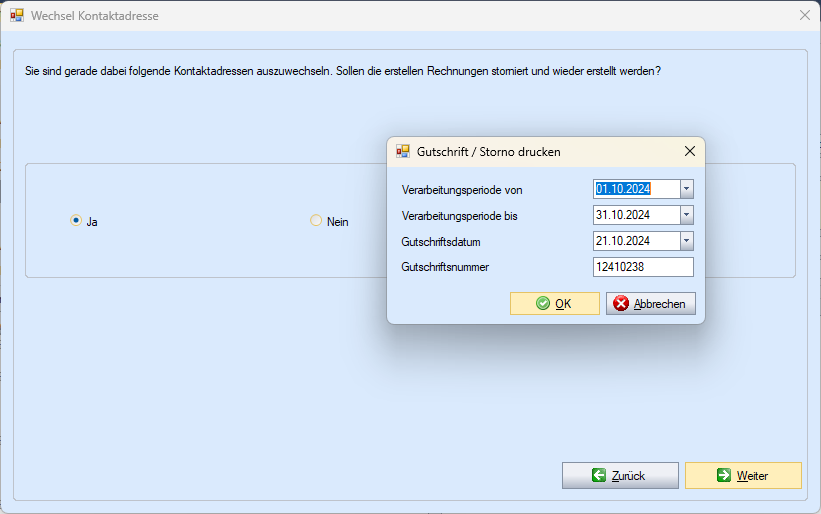 Wechsel Kontaktadresse
Sie sind gerade dabei folgende Kontaktadressen auszuwechseln. Sollen die erstellen Rechnungen storniert und wieder erstellt werden?
Ja
Nein
Gutschrift / Storno drucken
Verarbeitungsperiode von 01.10.2024
Verarbeitungsperiode bis 31.10.2024
Gutschriftsdatum 21.10.2024
Gutschriftsnummer 12410238
OK Abbrechen
Zurück Weiter